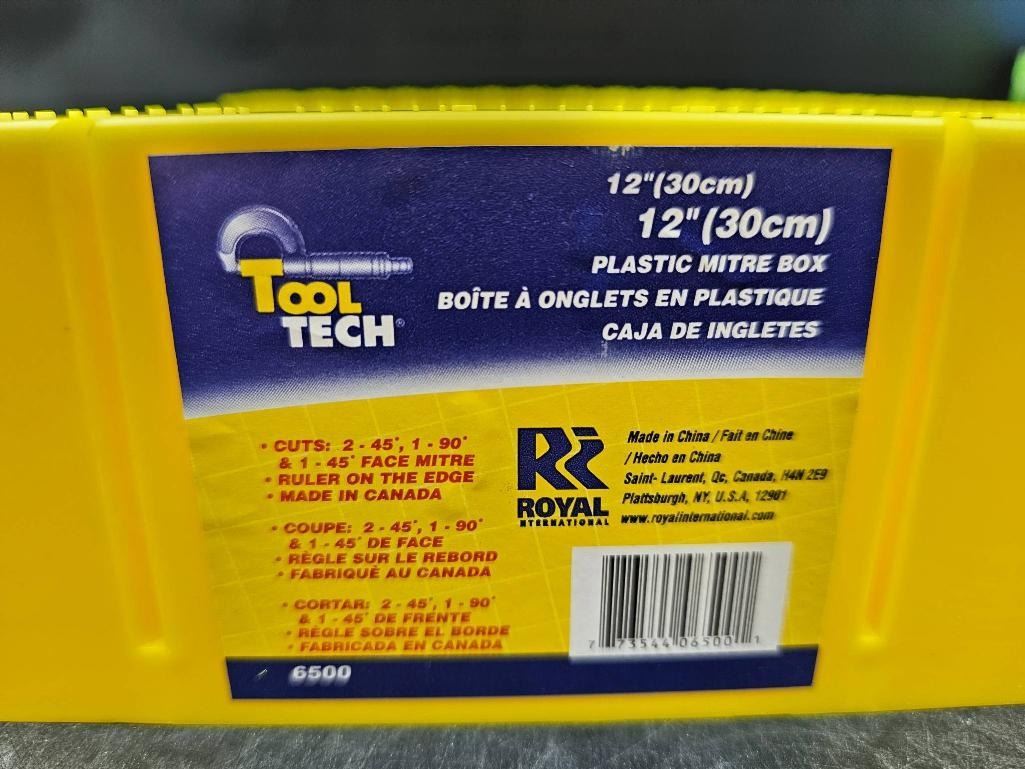 12"(30cm)
12"(30cm)
PLASTIC MITRE BOX
BOÎTE À ONGLETS EN PLASTIQUE
CAJA DE INGLETES
TOOL
TECH®
• CUTS: 2 - 45°, 1 - 90°
& 1 - 45° FACE MITRE
• RULER ON THE EDGE
• MADE IN CANADA
• COUPE: 2 - 45°, 1 - 90°
& 1 - 45° DE FACE
• RÈGLE SUR LE REBORD
• FABRIQUÉ AU CANADA
• CORTAR: 2 - 45°, 1 - 90°
& 1 - 45° DE FRENTE
• RÈGLE SOBRE EL BORDE
• FABRICADA EN CANADA
6500
RI
ROYAL
INTERNATIONAL
Made in China / Fait en Chine
/ Hecho en China
Saint- Laurent, Qc, Canada, H4N 2E9
Plattsburgh, NY, U.S.A, 12901
www.royalinternational.com
7 73544 06500 1